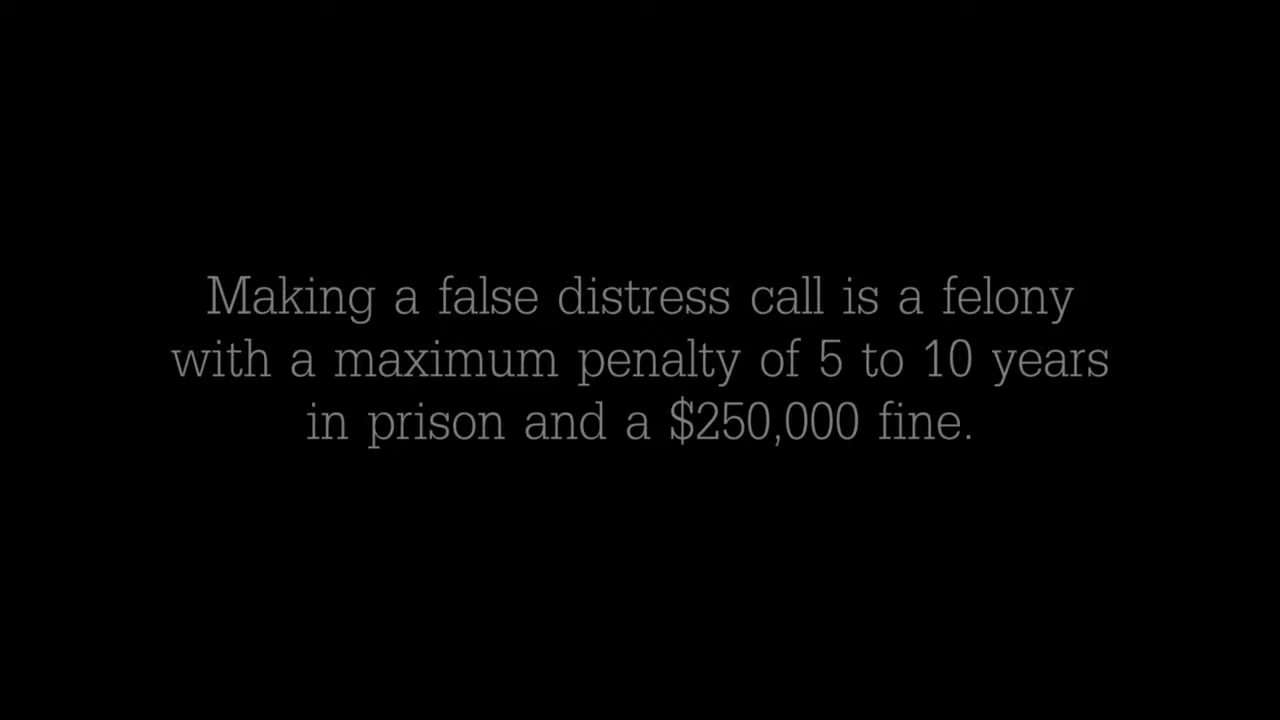 Making a false distress call is a felony
with a maximum penalty of 5 to 10 years
in prison and a $250,000 fine.